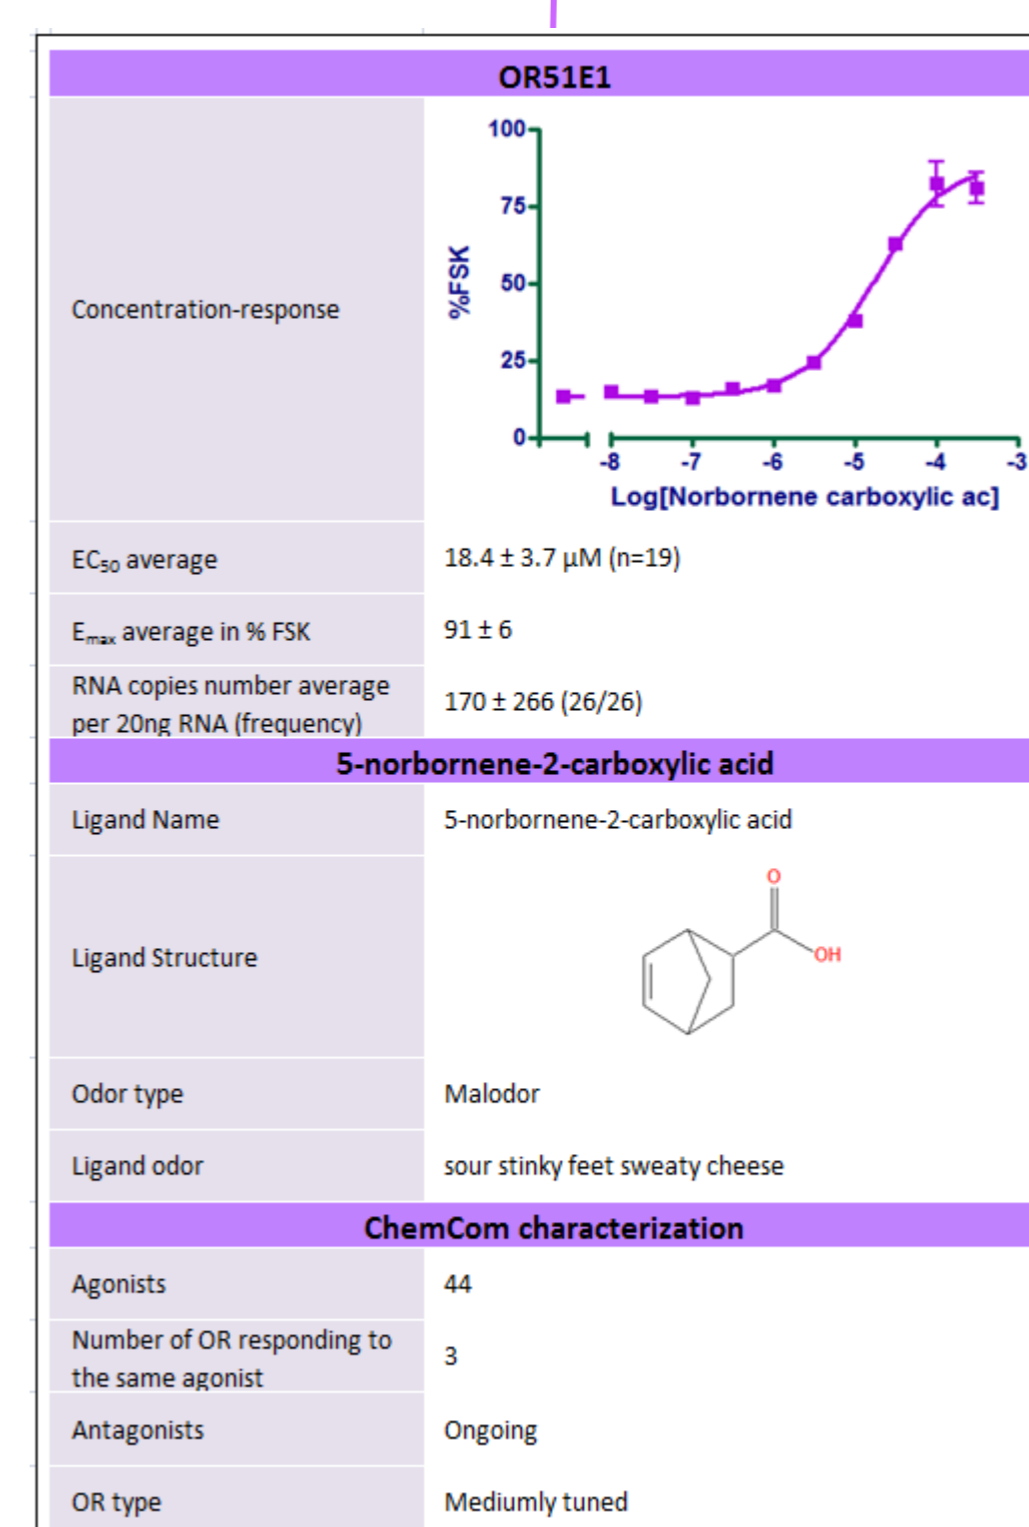 OR51E1
Concentration-response
100
75
50
25
0
%FSK
-8 -7 -6 -5 -4 -3
Log[Norbornene carboxylic ac]
EC₅₀ average
18.4 ± 3.7 µM (n=19)
Eₘₐₓ average in % FSK
91 ± 6
RNA copies number average
per 20ng RNA (frequency)
170 ± 266 (26/26)
5-norbornene-2-carboxylic acid
Ligand Name
5-norbornene-2-carboxylic acid
Ligand Structure
O
OH
Odor type
Malodor
Ligand odor
sour stinky feet sweaty cheese
ChemCom characterization
Agonists
44
Number of OR responding to
the same agonist
3
Antagonists
Ongoing
OR type
Mediumly tuned